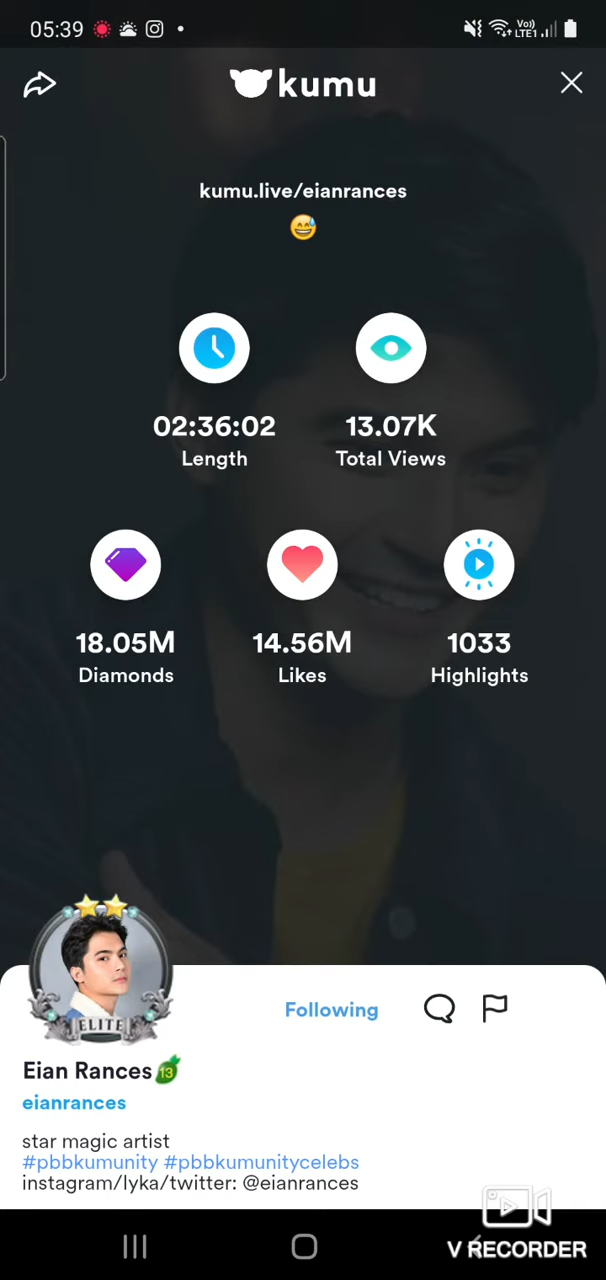 05:39
Vo))
LTE1
kumu
kumu.live/eianrances
😅
02:36:02
Length
13.07K
Total Views
18.05M
Diamonds
14.56M
Likes
1033
Highlights
ELITE
Following
Eian Rances 13
eianrances
star magic artist
#pbbkumunity #pbbkumunitycelebs
instagram/lyka/twitter: @eianrances
V RECORDER